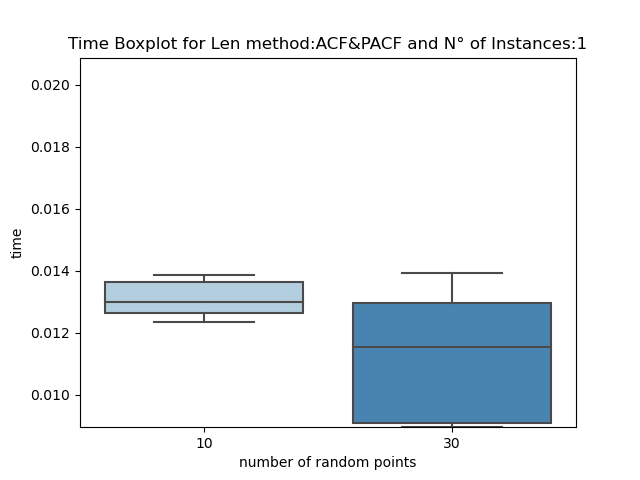 Time Boxplot for Len method:ACF&PACF and N° of Instances:1
0.020
0.018
0.016
0.014
0.012
0.010
time
10 30
number of random points